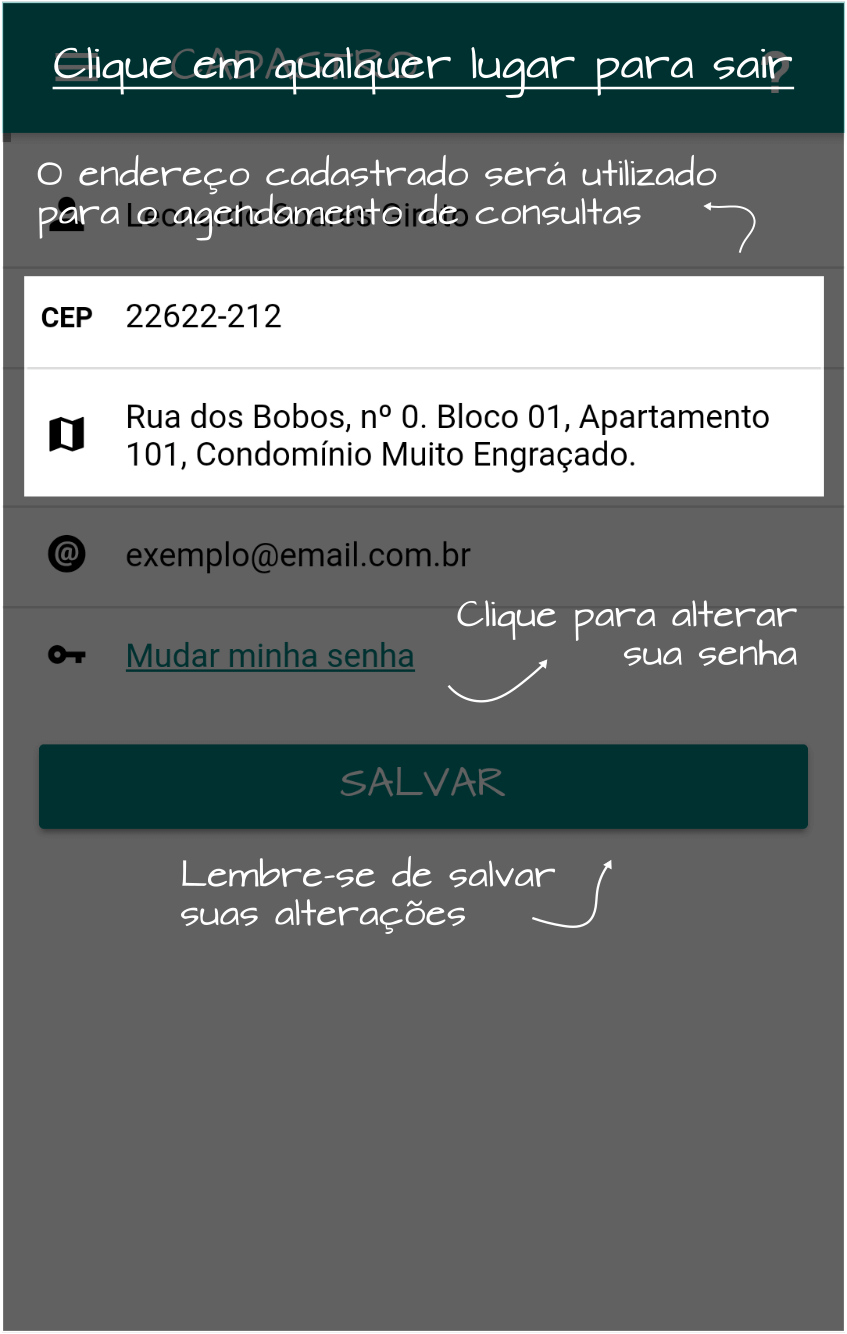 CADASTRO
Clique em qualquer lugar para sair
?
O endereço cadastrado será utilizado
para o agendamento de consultas
Leonardo Soares
CEP 22622-212
Rua dos Bobos, nº 0. Bloco 01, Apartamento
101, Condomínio Muito Engraçado.
@ exemplo@email.com.br
Clique para alterar
sua senha
Mudar minha senha
SALVAR
Lembre-se de salvar
suas alterações